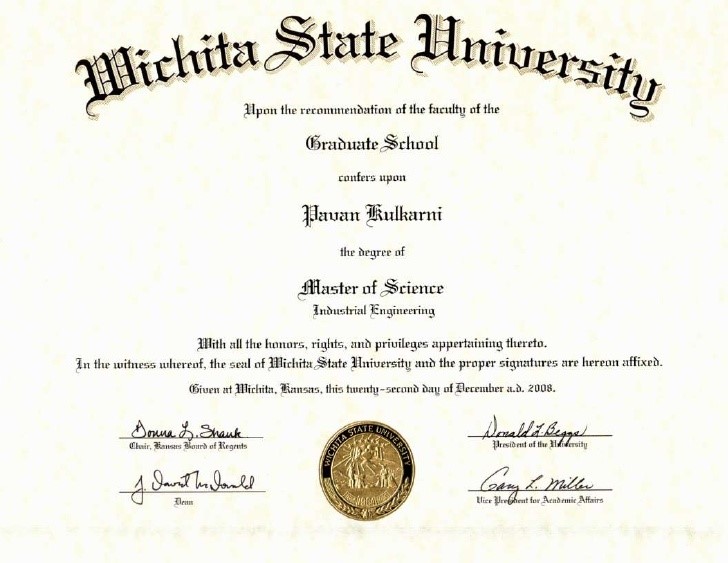 Wichita State University
Upon the recommendation of the faculty of the
Graduate School
confers upon
Pavan Kulkarni
the degree of
Master of Science
Industrial Engineering
With all the honors, rights, and privileges appertaining thereto.
In the witness whereof, the seal of Wichita State University and the proper signatures are hereon affixed.
Given at Wichita, Kansas, this twenty-second day of December a.d. 2008.
Donna L. Shank
Chair, Kansas Board of Regents
Donald L Beggs
President of the University
J. David McDonald
Dean
Gary L. Miller
Vice President for Academic Affairs
WICHITA STATE UNIVERSITY